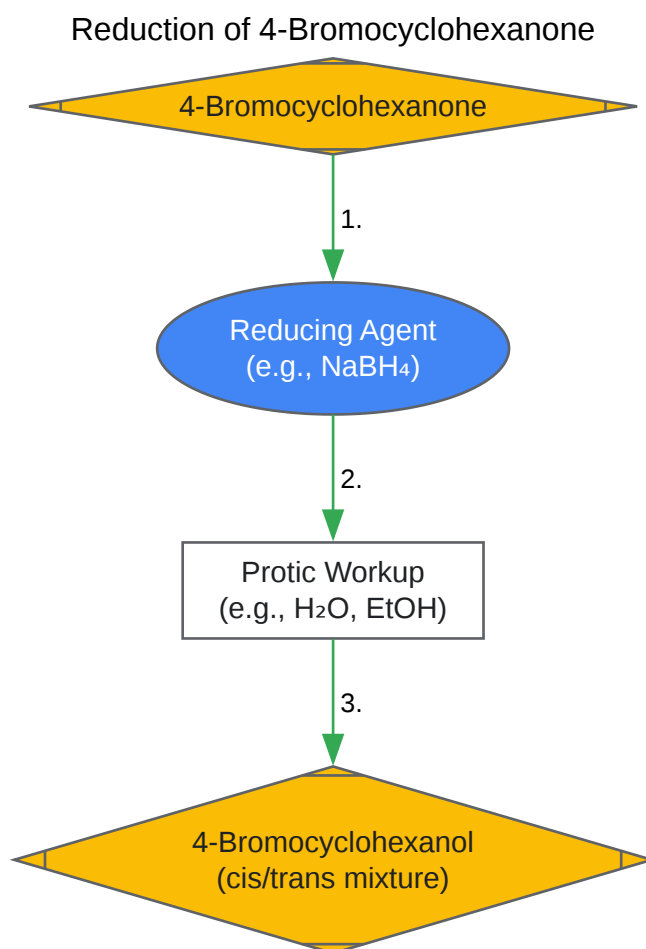 Reduction of 4-Bromocyclohexanone
4-Bromocyclohexanone
1.
Reducing Agent
(e.g., NaBH₄)
2.
Protic Workup
(e.g., H₂O, EtOH)
3.
4-Bromocyclohexanol
(cis/trans mixture)